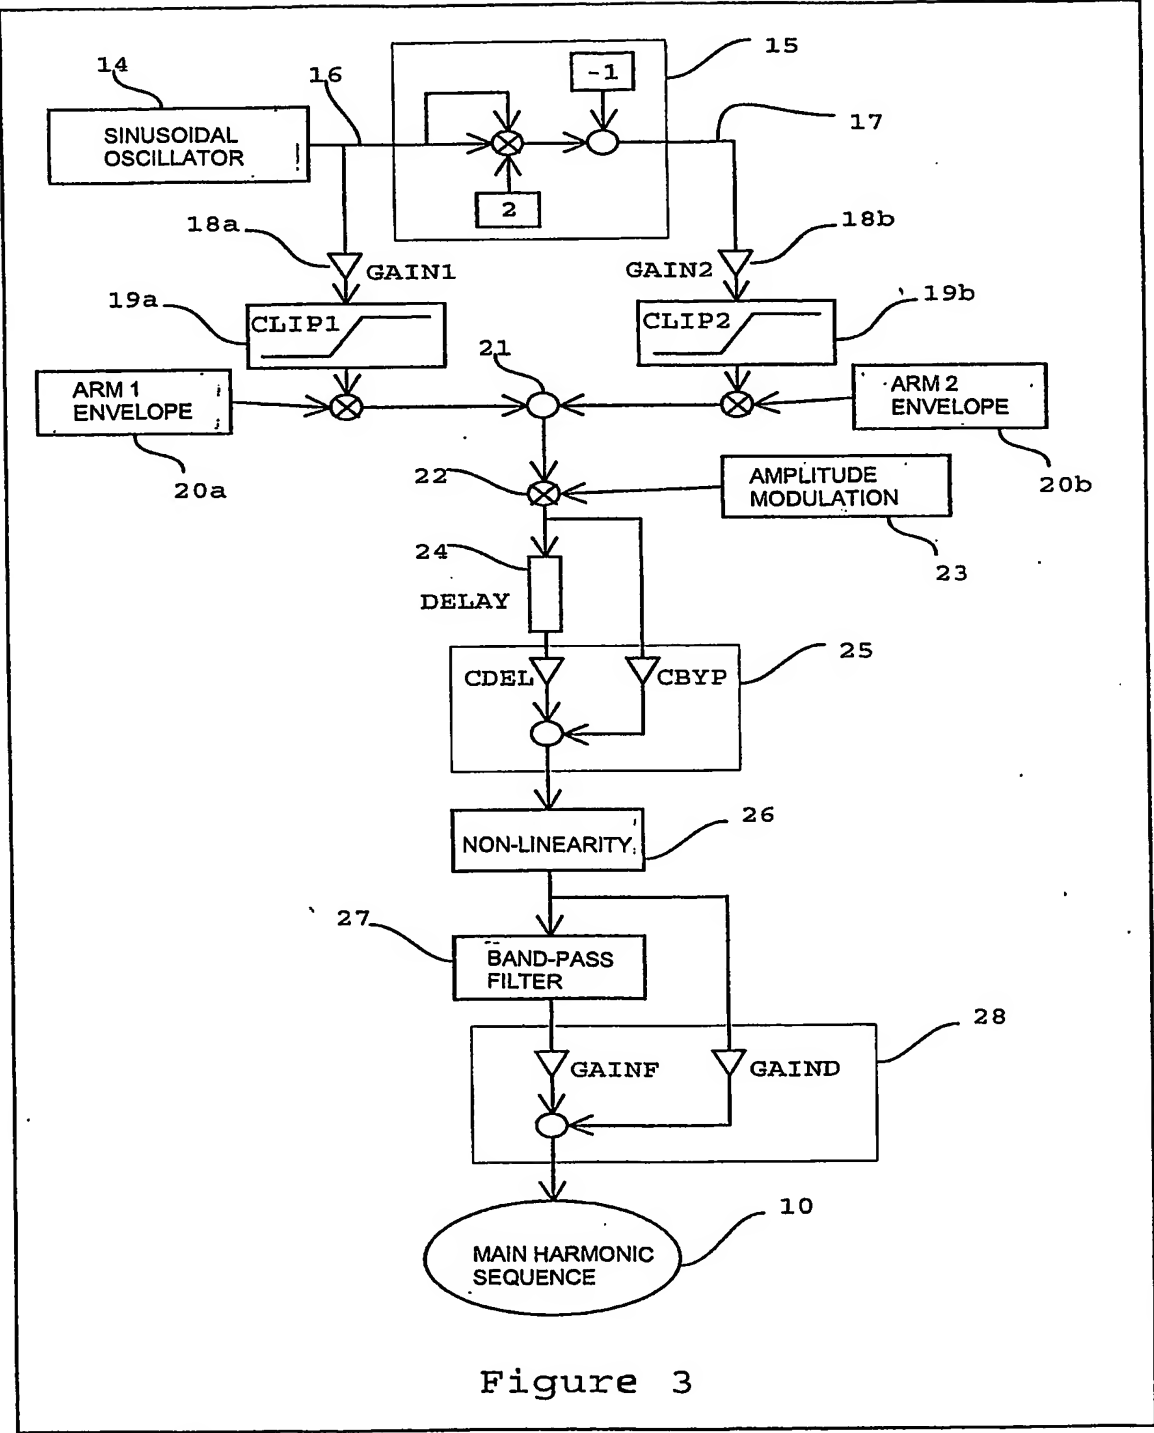 14
SINUSOIDAL
OSCILLATOR
16
15
-1
2
17
18a
GAIN1
18b
GAIN2
19a
CLIP1
19b
CLIP2
21
ARM 1
ENVELOPE
20a
ARM 2
ENVELOPE
20b
22
AMPLITUDE
MODULATION
23
24
DELAY
25
CDEL
CBYP
26
NON-LINEARITY
27
BAND-PASS
FILTER
28
GAINF
GAIND
10
MAIN HARMONIC
SEQUENCE
Figure 3